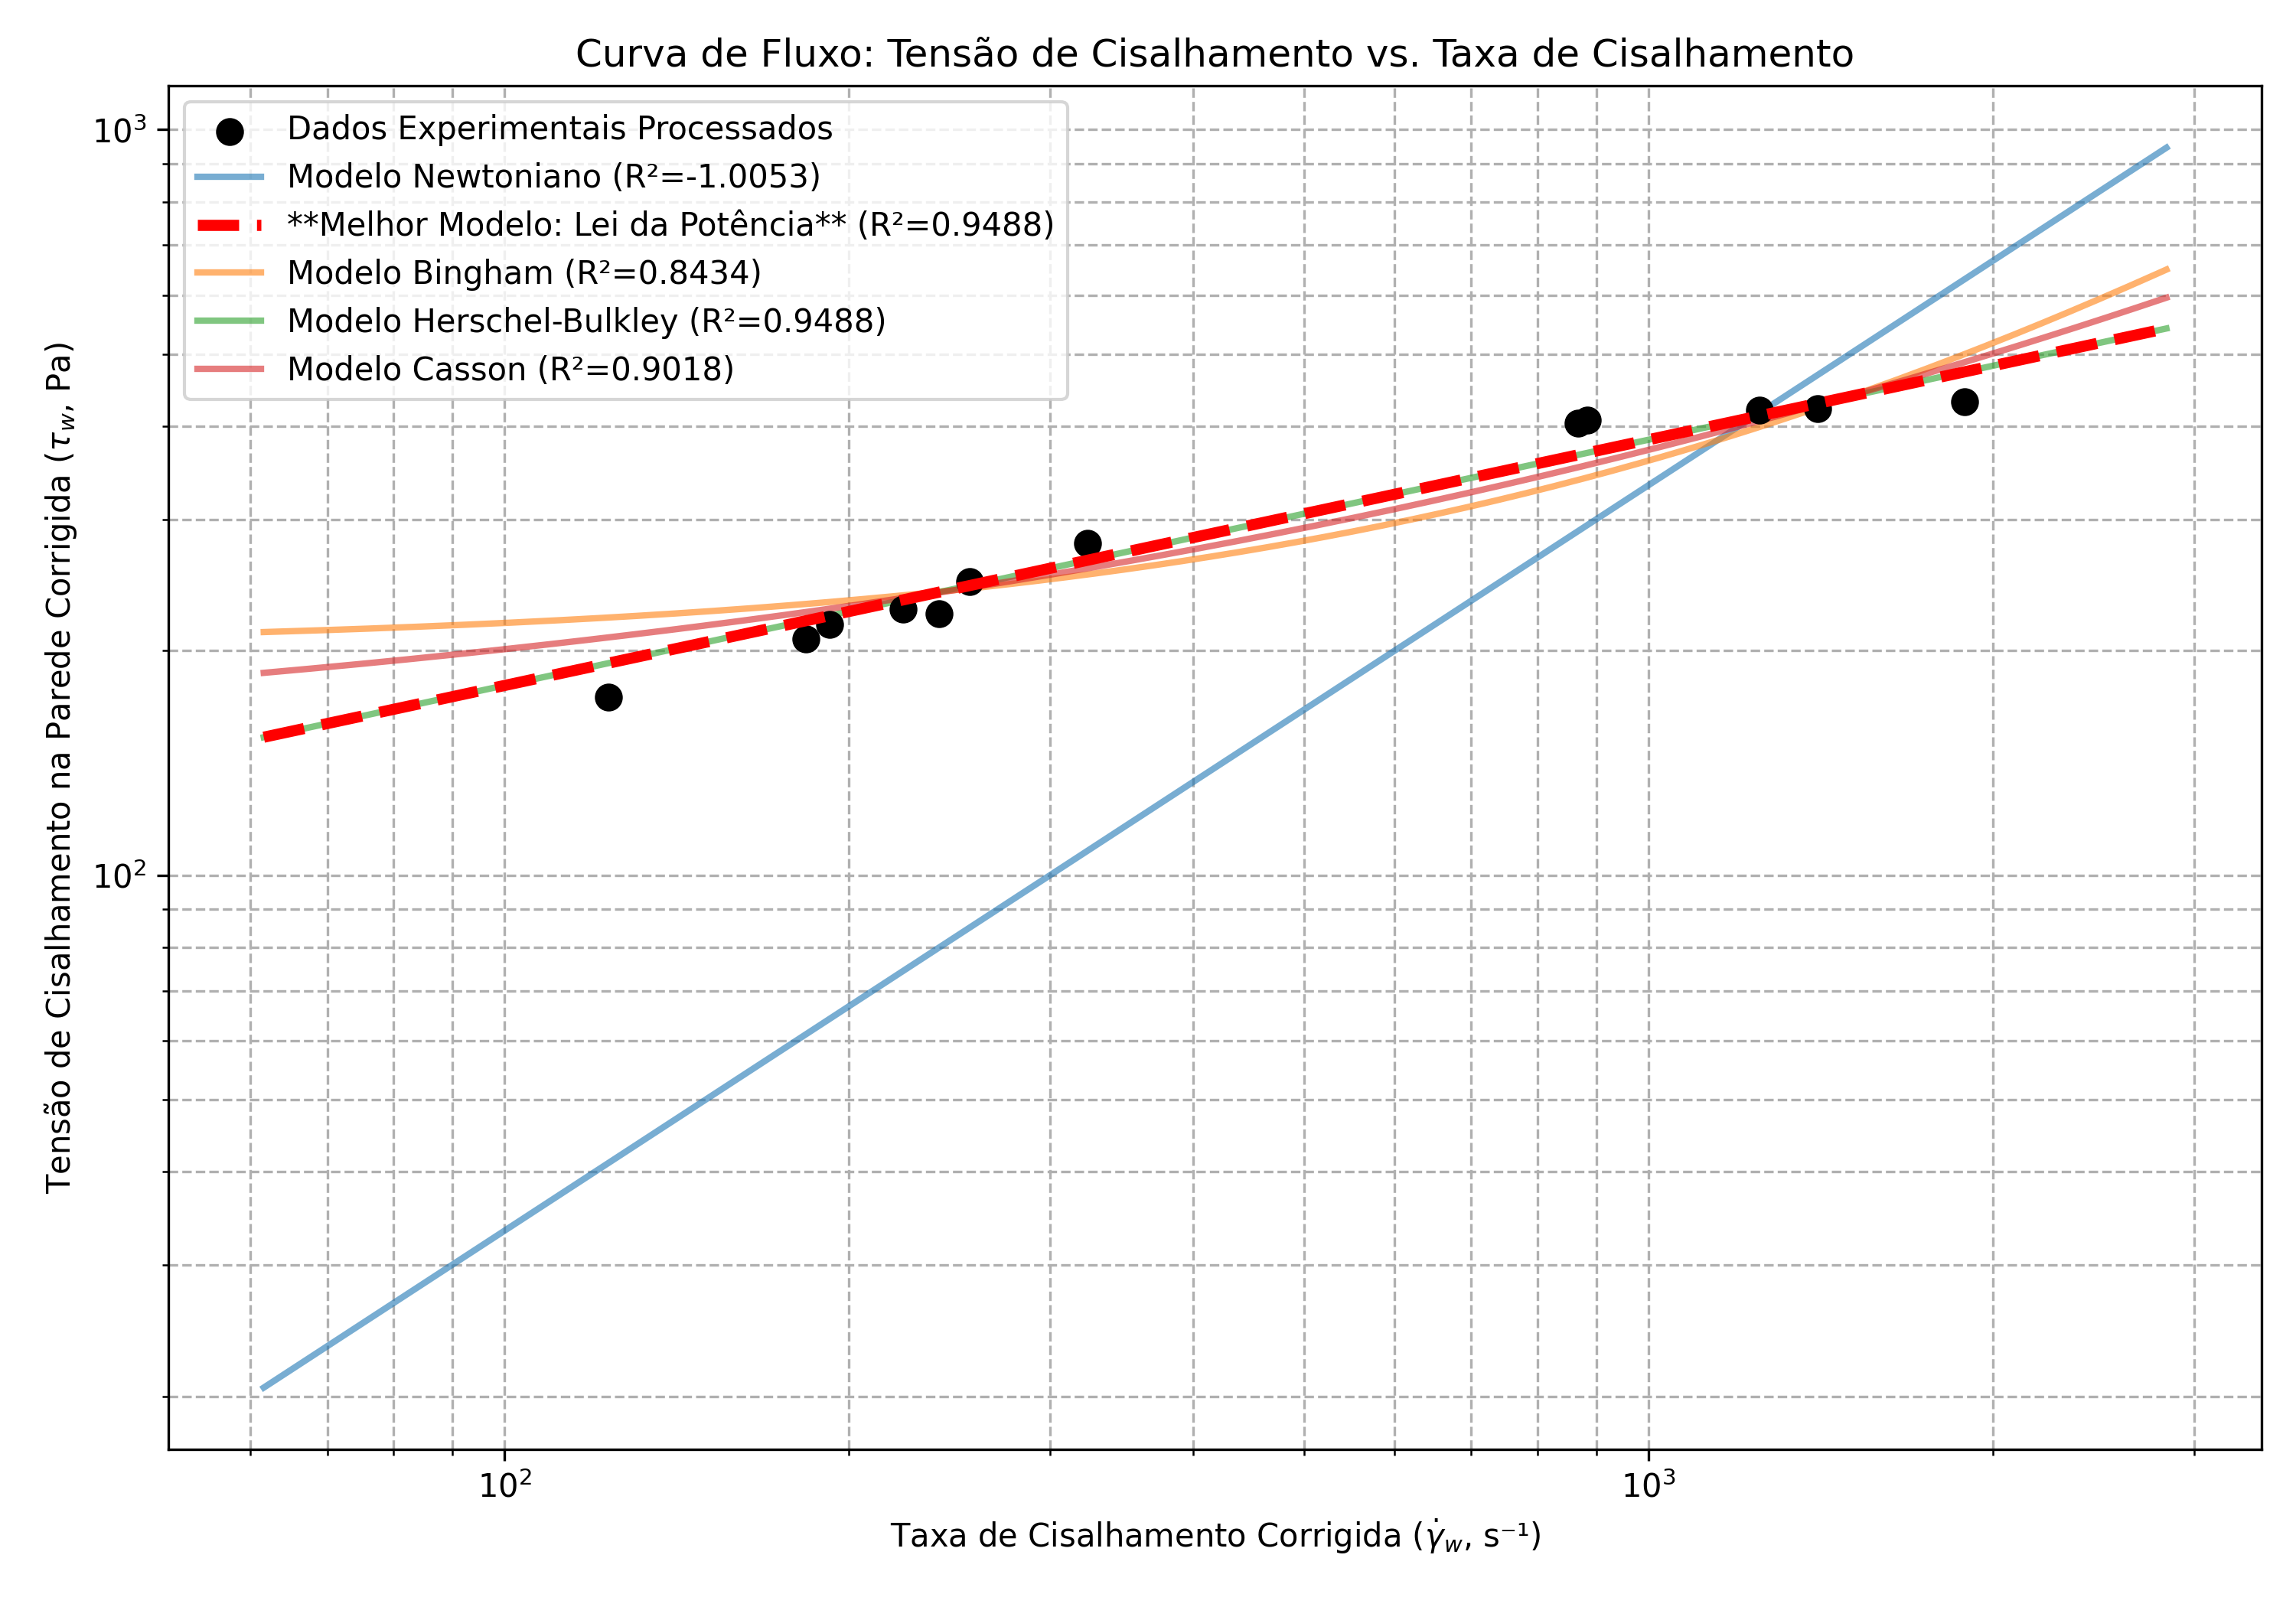 Curva de Fluxo: Tensão de Cisalhamento vs. Taxa de Cisalhamento
Dados Experimentais Processados
Modelo Newtoniano (R²=-1.0053)
**Melhor Modelo: Lei da Potência** (R²=0.9488)
Modelo Bingham (R²=0.8434)
Modelo Herschel-Bulkley (R²=0.9488)
Modelo Casson (R²=0.9018)
Tensão de Cisalhamento na Parede Corrigida (τ_w, Pa)
10³
10²
10²
10³
Taxa de Cisalhamento Corrigida (γ̇_w, s⁻¹)